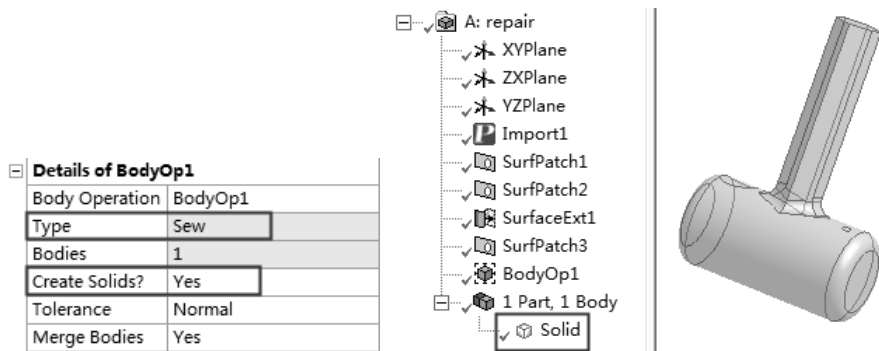 Details of BodyOp1
Body Operation BodyOp1
Type Sew
Bodies 1
Create Solids? Yes
Tolerance Normal
Merge Bodies Yes
A: repair
XYPlane
ZXPlane
YZPlane
Import1
SurfPatch1
SurfPatch2
SurfaceExt1
SurfPatch3
BodyOp1
1 Part, 1 Body
Solid